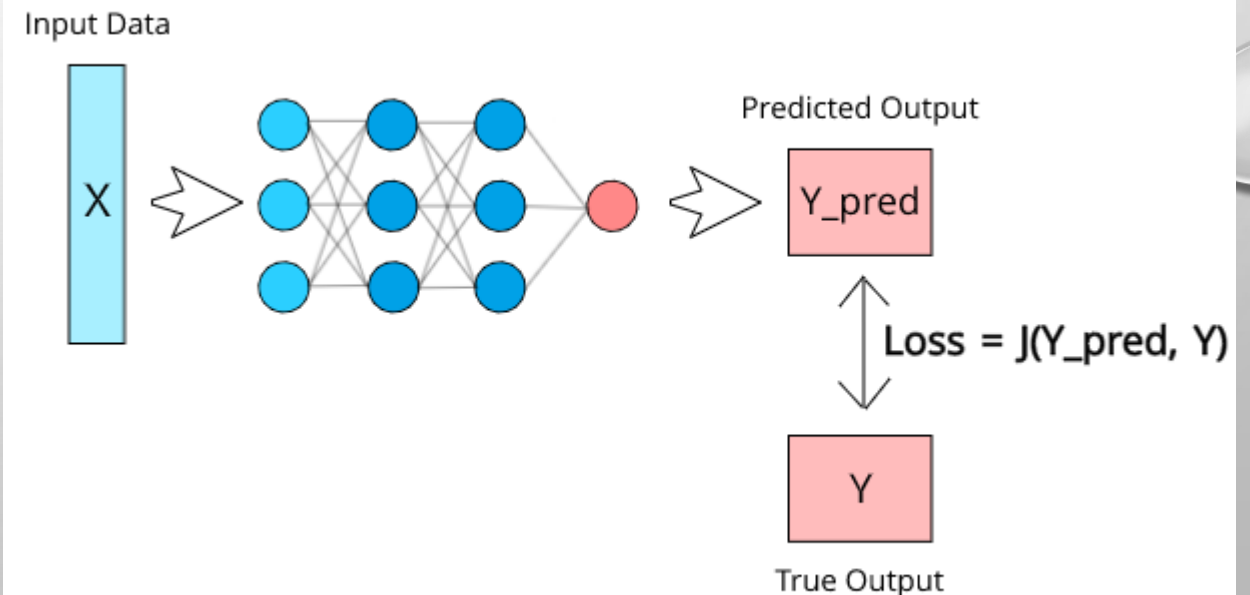 Input Data
X
Predicted Output
Y_pred
Loss = J(Y_pred, Y)
Y
True Output